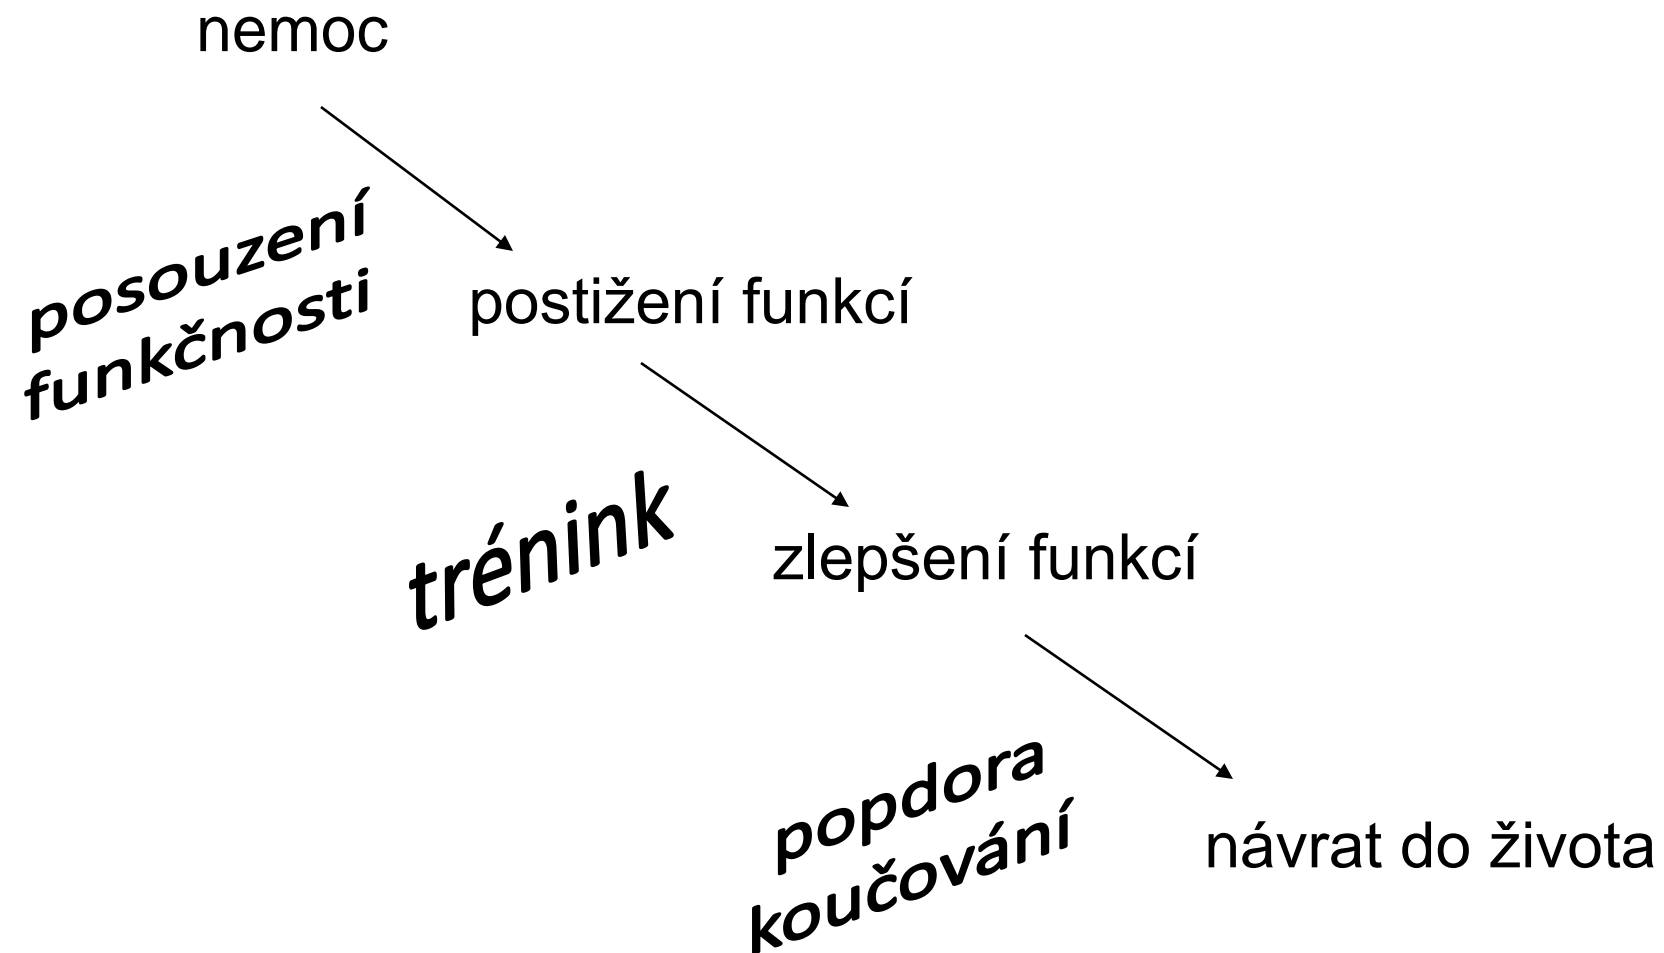 nemoc
posouzení
funkčnosti
postižení funkcí
trénink
zlepšení funkcí
popdora
koučování
návrat do života